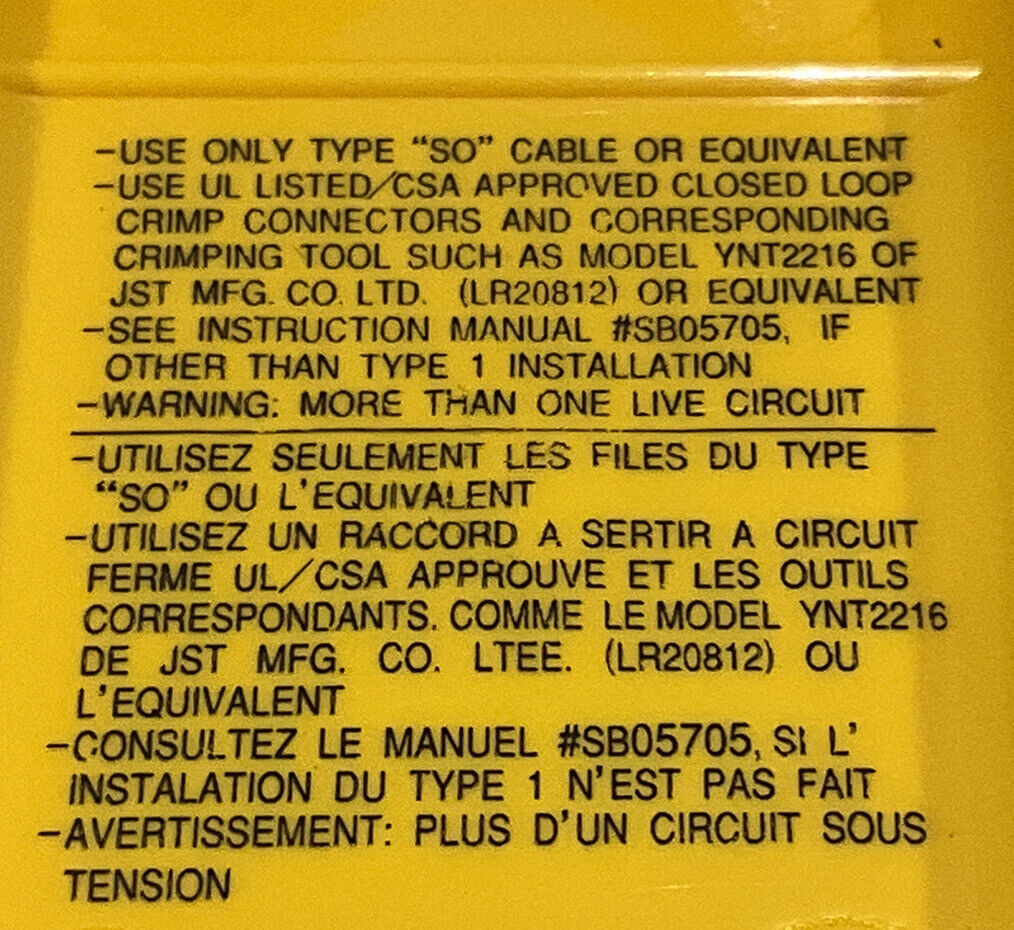 -USE ONLY TYPE "SO" CABLE OR EQUIVALENT
-USE UL LISTED/CSA APPROVED CLOSED LOOP
CRIMP CONNECTORS AND CORRESPONDING
CRIMPING TOOL SUCH AS MODEL YNT2216 OF
JST MFG. CO. LTD. (LR20812) OR EQUIVALENT
-SEE INSTRUCTION MANUAL #SB05705, IF
OTHER THAN TYPE 1 INSTALLATION
-WARNING: MORE THAN ONE LIVE CIRCUIT
-UTILISEZ SEULEMENT LES FILES DU TYPE
"SO" OU L'EQUIVALENT
-UTILISEZ UN RACCORD A SERTIR A CIRCUIT
FERME UL/CSA APPROUVE ET LES OUTILS
CORRESPONDANTS. COMME LE MODEL YNT2216
DE JST MFG. CO. LTEE. (LR20812) OU
L'EQUIVALENT
-CONSULTEZ LE MANUEL #SB05705, SI L'
INSTALATION DU TYPE 1 N'EST PAS FAIT
-AVERTISSEMENT: PLUS D'UN CIRCUIT SOUS
TENSION